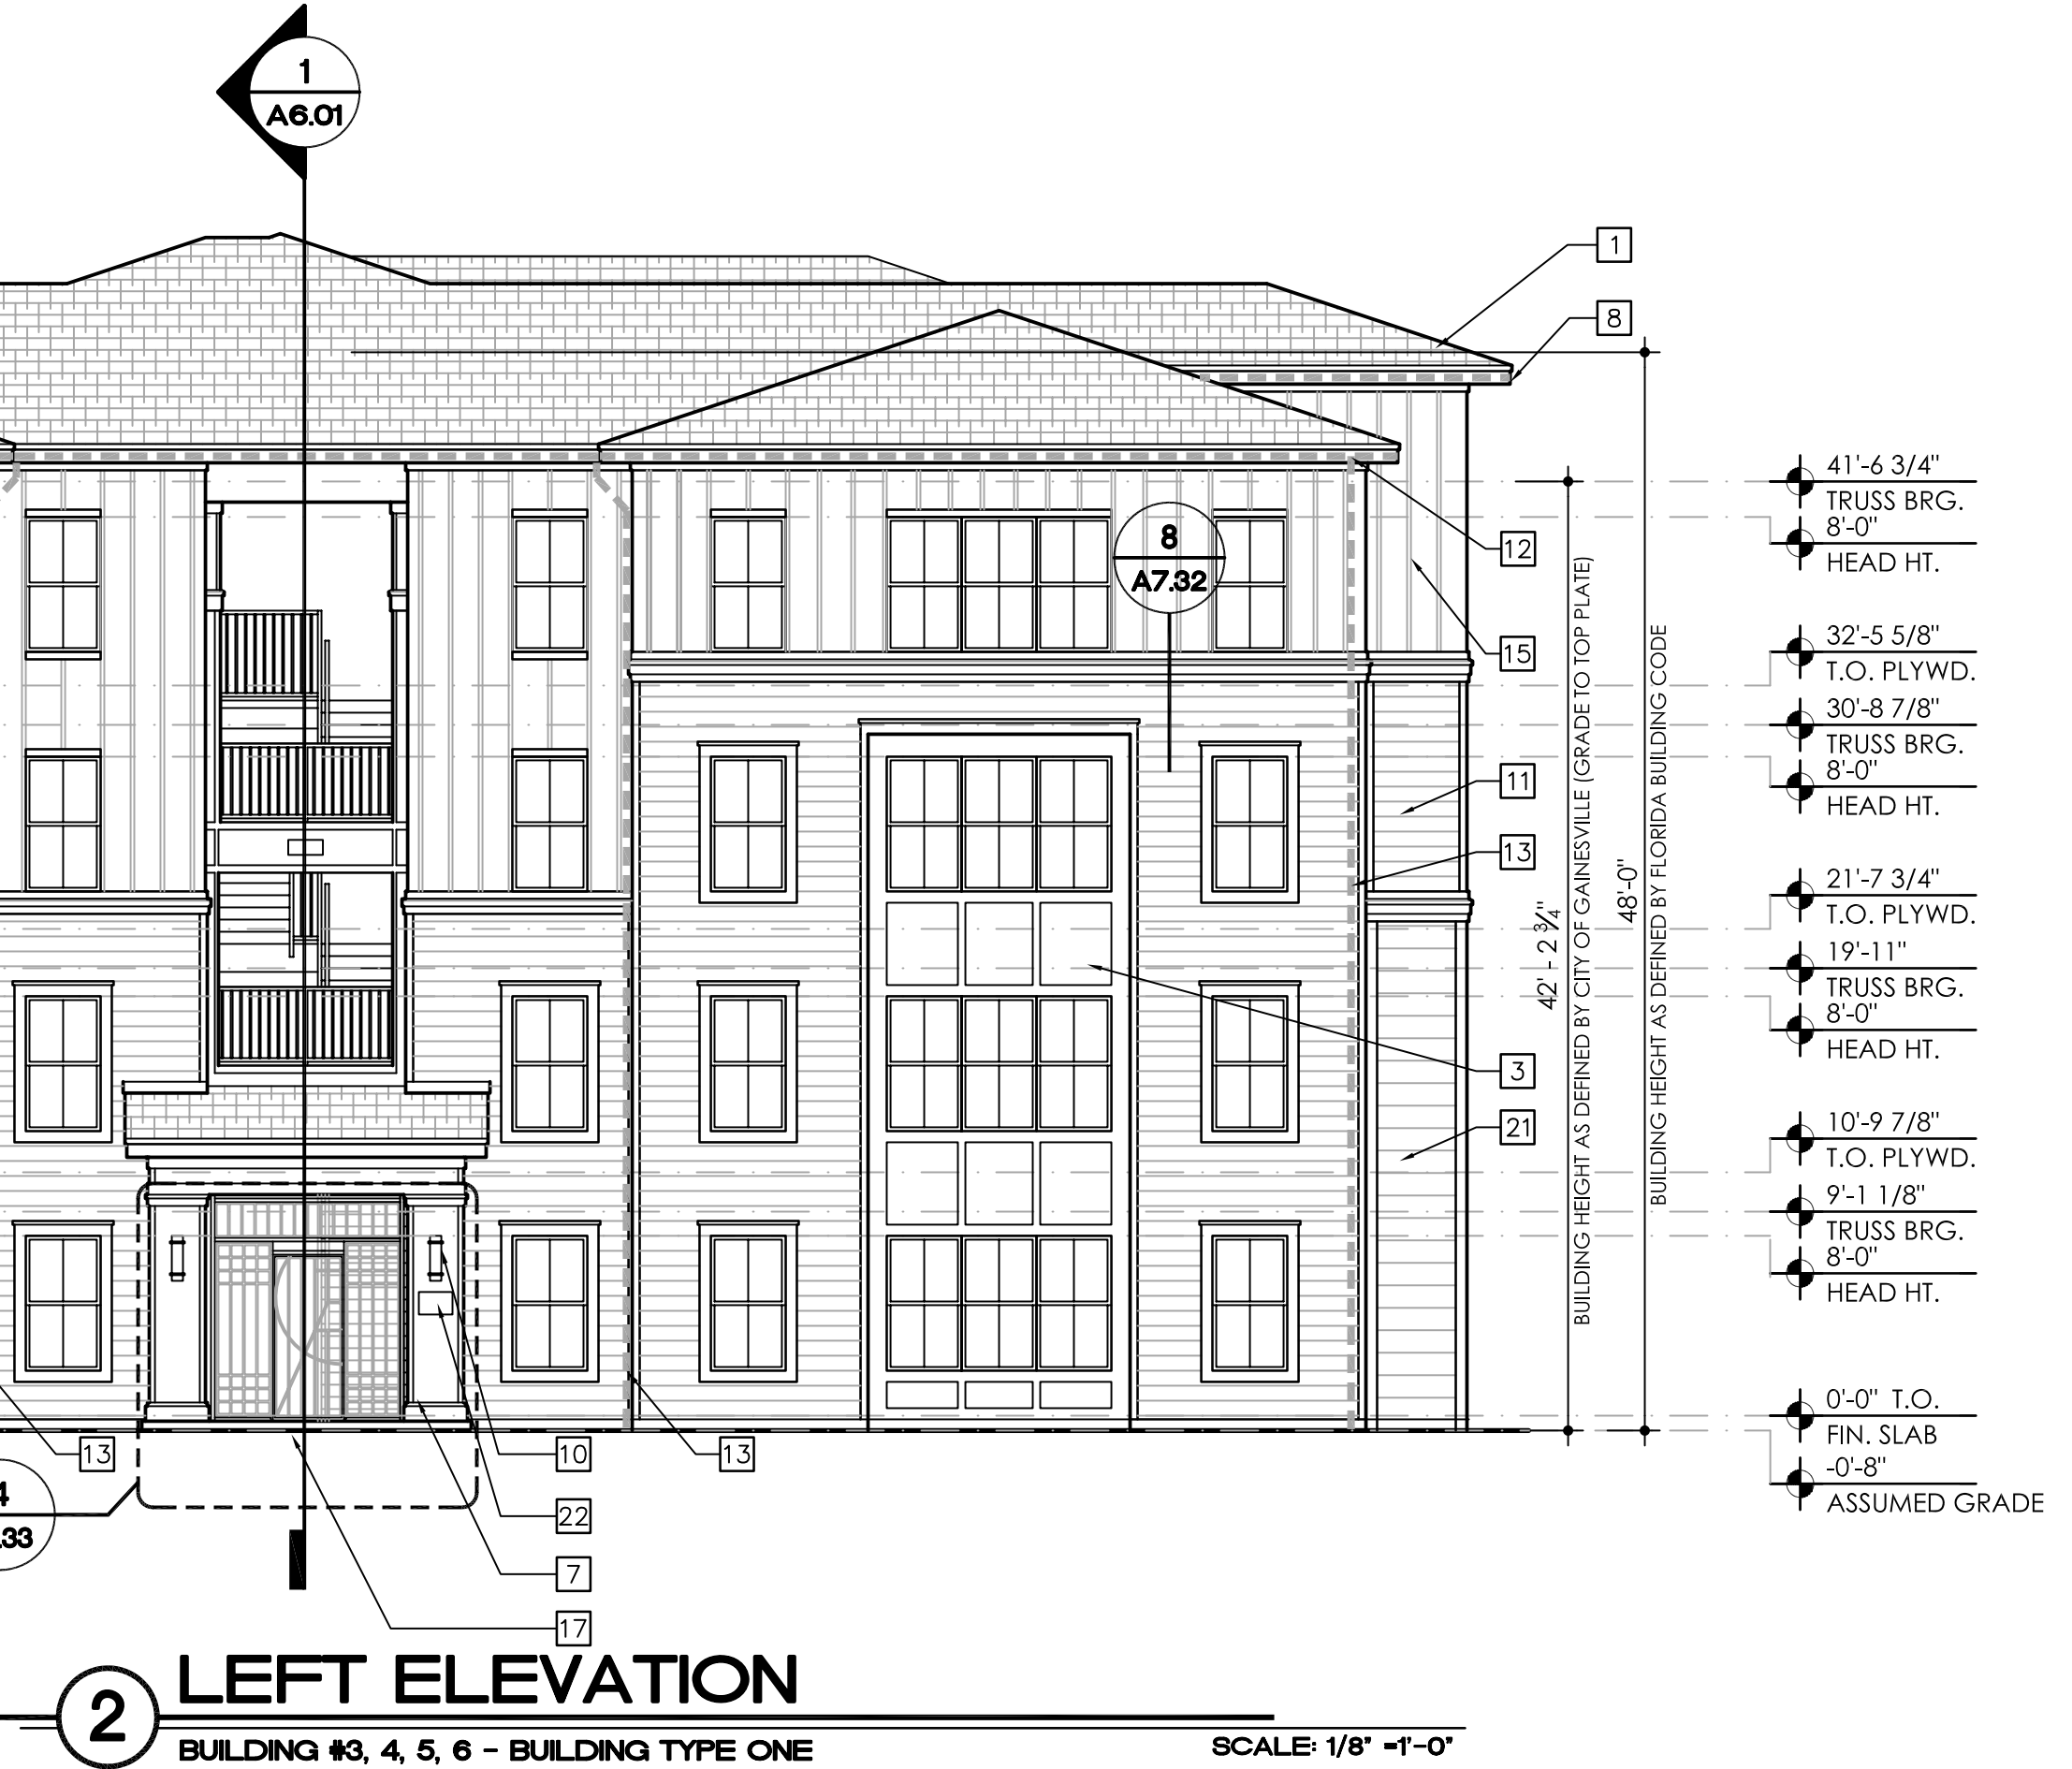 1
A6.01
1
8
41'-6 3/4"
TRUSS BRG.
8'-0"
HEAD HT.
8
A7.32
12
15
32'-5 5/8"
T.O. PLYWD.
30'-8 7/8"
TRUSS BRG.
8'-0"
HEAD HT.
11
13
21'-7 3/4"
T.O. PLYWD.
19'-11"
TRUSS BRG.
8'-0"
HEAD HT.
3
21
42' - 2 3/4"
BUILDING HEIGHT AS DEFINED BY CITY OF GAINESVILLE (GRADE TO TOP PLATE)
48'-0"
BUILDING HEIGHT AS DEFINED BY FLORIDA BUILDING CODE
10'-9 7/8"
T.O. PLYWD.
9'-1 1/8"
TRUSS BRG.
8'-0"
HEAD HT.
0'-0" T.O.
FIN. SLAB
-0'-8"
ASSUMED GRADE
13
10
13
4
.33
22
7
17
2
LEFT ELEVATION
BUILDING #3, 4, 5, 6 - BUILDING TYPE ONE
SCALE: 1/8" =1'-0"